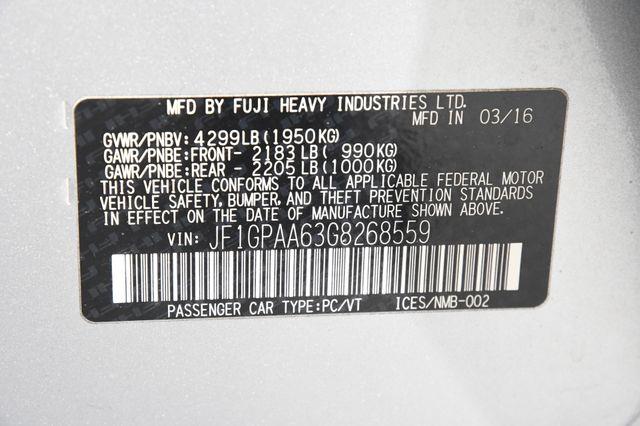 MFD BY FUJI HEAVY INDUSTRIES LTD.
MFD IN 03/16
GVWR/PNBV: 4299LB(1950KG)
GAWR/PNBE:FRONT- 2183LB( 990KG)
GAWR/PNBE:REAR - 2205LB(1000KG)
THIS VEHICLE CONFORMS TO ALL APPLICABLE FEDERAL MOTOR
VEHICLE SAFETY, BUMPER, AND THEFT PREVENTION STANDARDS
IN EFFECT ON THE DATE OF MANUFACTURE SHOWN ABOVE.
VIN: JF1GPAA63G8268559
PASSENGER CAR TYPE:PC/VT ICES/NMB-002